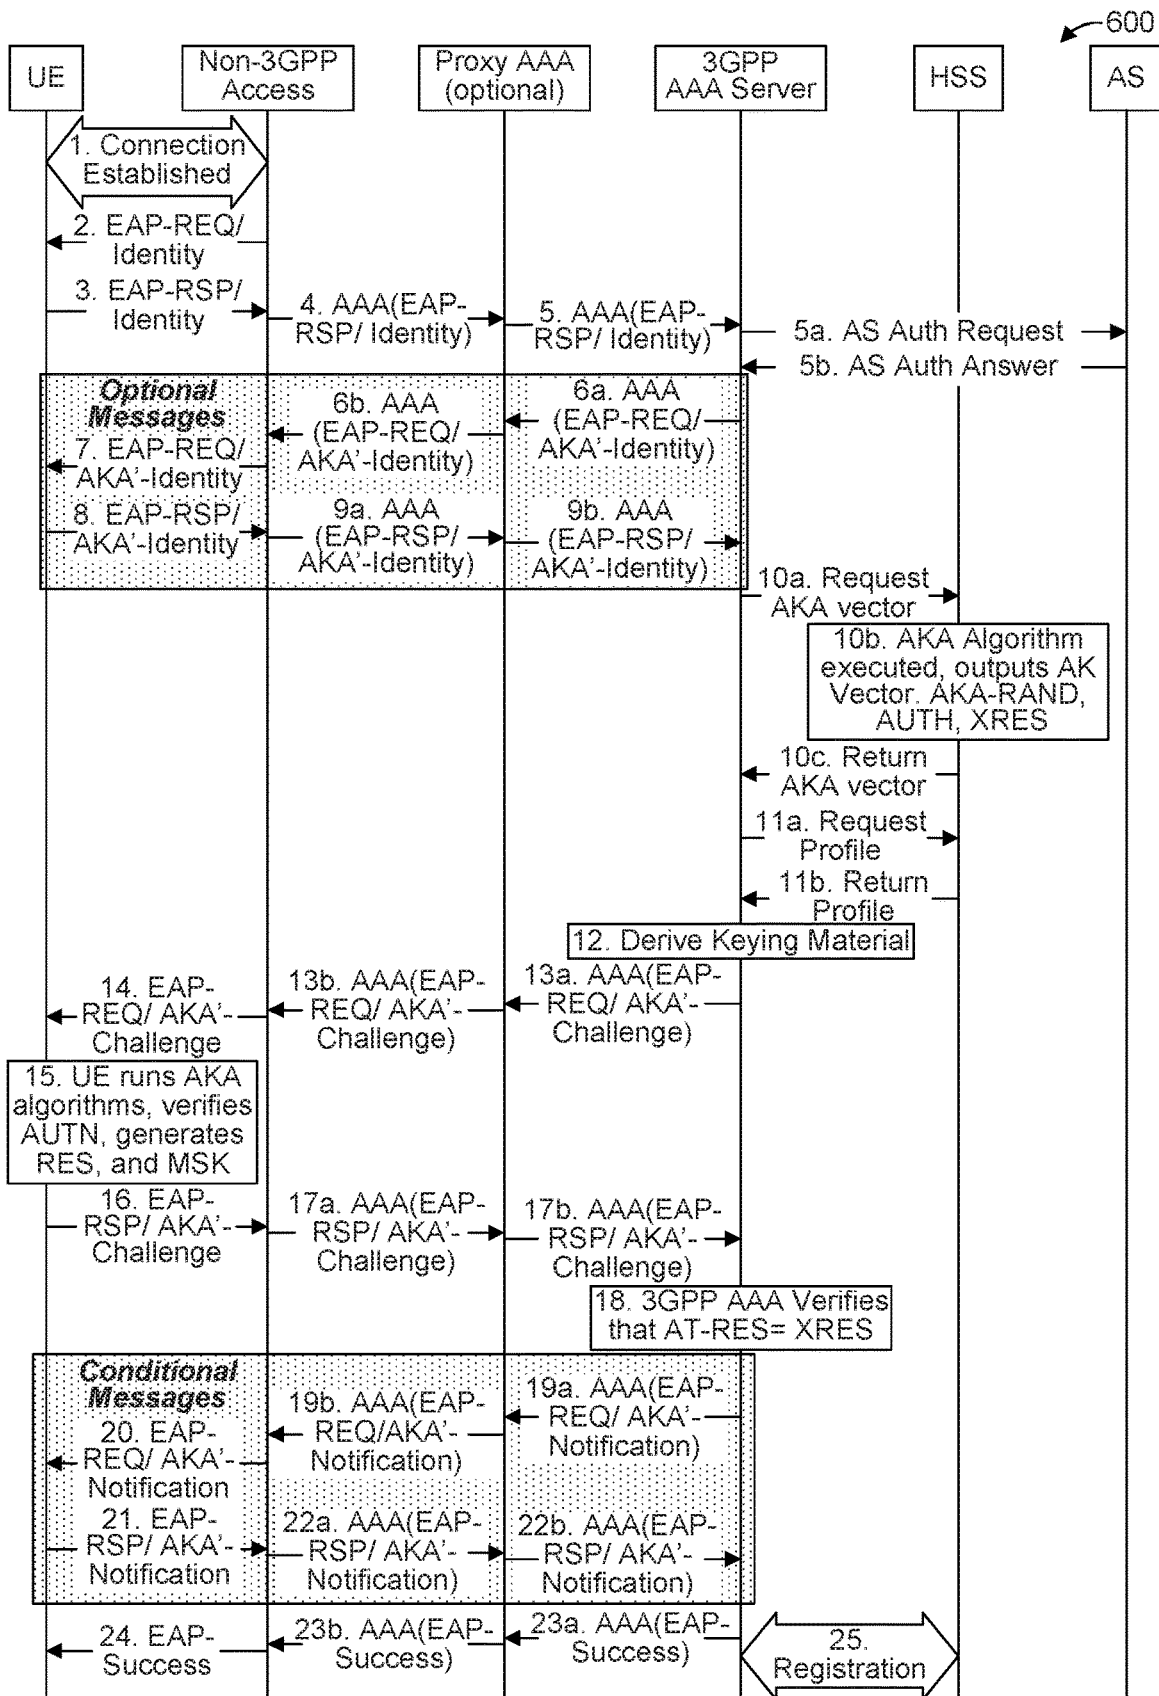 600
UE
Non-3GPP
Access
Proxy AAA
(optional)
3GPP
AAA Server
HSS
AS
1. Connection
Established
2. EAP-REQ/
Identity
3. EAP-RSP/
Identity
4. AAA(EAP-
RSP/ Identity)
5. AAA(EAP-
RSP/ Identity)
5a. AS Auth Request
5b. AS Auth Answer
Optional
Messages
6a. AAA
(EAP-REQ/
AKA'-Identity)
6b. AAA
(EAP-REQ/
AKA'-Identity)
7. EAP-REQ/
AKA'-Identity
8. EAP-RSP/
AKA'-Identity
9a. AAA
(EAP-RSP/
AKA'-Identity)
9b. AAA
(EAP-RSP/
AKA'-Identity)
10a. Request
AKA vector
10b. AKA Algorithm
executed, outputs AK
Vector. AKA-RAND,
AUTH, XRES
10c. Return
AKA vector
11a. Request
Profile
11b. Return
Profile
12. Derive Keying Material
13a. AAA(EAP-
REQ/ AKA'-
Challenge)
13b. AAA(EAP-
REQ/ AKA'-
Challenge)
14. EAP-
REQ/ AKA'-
Challenge
15. UE runs AKA
algorithms, verifies
AUTN, generates
RES, and MSK
16. EAP-
RSP/ AKA'-
Challenge
17a. AAA(EAP-
RSP/ AKA'-
Challenge)
17b. AAA(EAP-
RSP/ AKA'-
Challenge)
18. 3GPP AAA Verifies
that AT-RES= XRES
Conditional
Messages
19a. AAA(EAP-
REQ/ AKA'-
Notification)
19b. AAA(EAP-
REQ/AKA'-
Notification)
20. EAP-
REQ/ AKA'-
Notification
21. EAP-
RSP/ AKA'-
Notification
22a. AAA(EAP-
RSP/ AKA'-
Notification)
22b. AAA(EAP-
RSP/ AKA'-
Notification)
23a. AAA(EAP-
Success)
23b. AAA(EAP-
Success)
24. EAP-
Success
25.
Registration